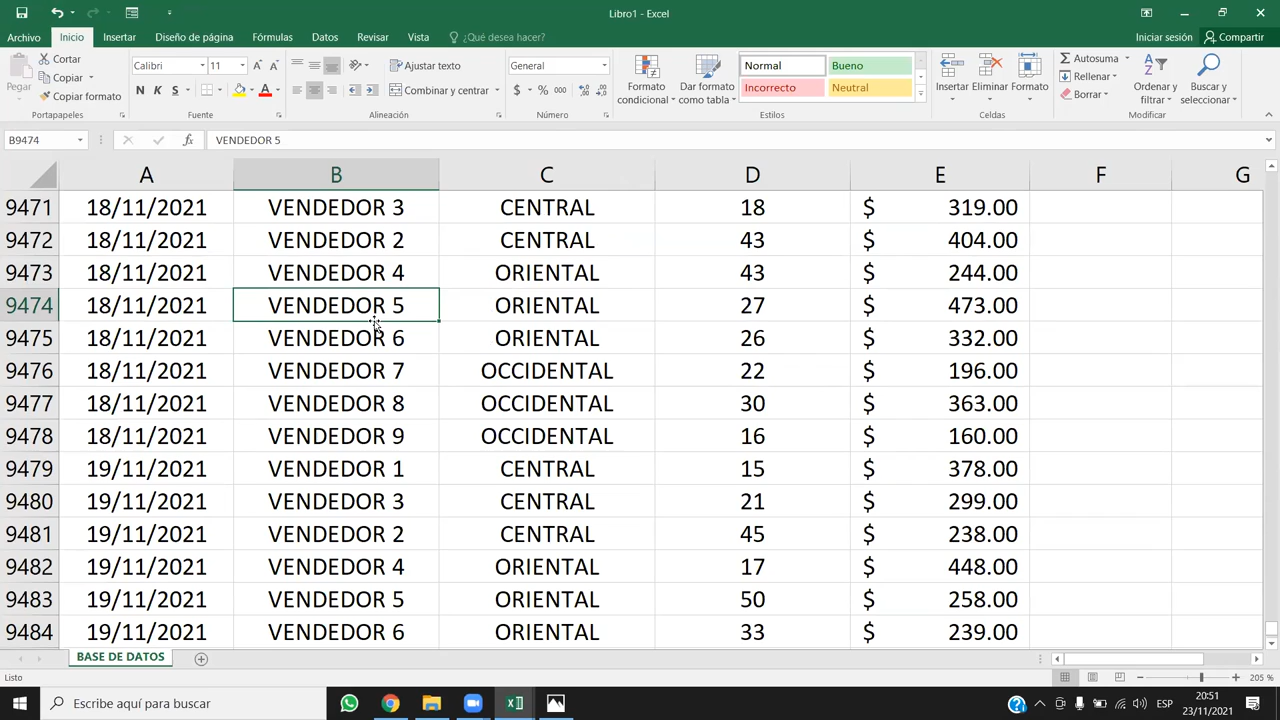 Libro1 - Excel
Archivo Inicio Insertar Diseño de página Fórmulas Datos Revisar Vista ¿Qué desea hacer? Iniciar sesión Compartir
Pegar
Cortar
Copiar
Copiar formato
Portapapeles
Calibri 11
N K S
Fuente
Ajustar texto
Combinar y centrar
Alineación
General
$ % 000
Número
Formato condicional
Dar formato como tabla
Normal Bueno
Incorrecto Neutral
Estilos
Insertar Eliminar Formato
Celdas
Autosuma
Rellenar
Borrar
Ordenar y filtrar
Buscar y seleccionar
Modificar
B9474 fx VENDEDOR 5
A B C D E F G
9471 18/11/2021 VENDEDOR 3 CENTRAL 18 $ 319.00
9472 18/11/2021 VENDEDOR 2 CENTRAL 43 $ 404.00
9473 18/11/2021 VENDEDOR 4 ORIENTAL 43 $ 244.00
9474 18/11/2021 VENDEDOR 5 ORIENTAL 27 $ 473.00
9475 18/11/2021 VENDEDOR 6 ORIENTAL 26 $ 332.00
9476 18/11/2021 VENDEDOR 7 OCCIDENTAL 22 $ 196.00
9477 18/11/2021 VENDEDOR 8 OCCIDENTAL 30 $ 363.00
9478 18/11/2021 VENDEDOR 9 OCCIDENTAL 16 $ 160.00
9479 19/11/2021 VENDEDOR 1 CENTRAL 15 $ 378.00
9480 19/11/2021 VENDEDOR 3 CENTRAL 21 $ 299.00
9481 19/11/2021 VENDEDOR 2 CENTRAL 45 $ 238.00
9482 19/11/2021 VENDEDOR 4 ORIENTAL 17 $ 448.00
9483 19/11/2021 VENDEDOR 5 ORIENTAL 50 $ 258.00
9484 19/11/2021 VENDEDOR 6 ORIENTAL 33 $ 239.00
BASE DE DATOS
Listo 205 %
Escribe aquí para buscar ESP 20:51
23/11/2021